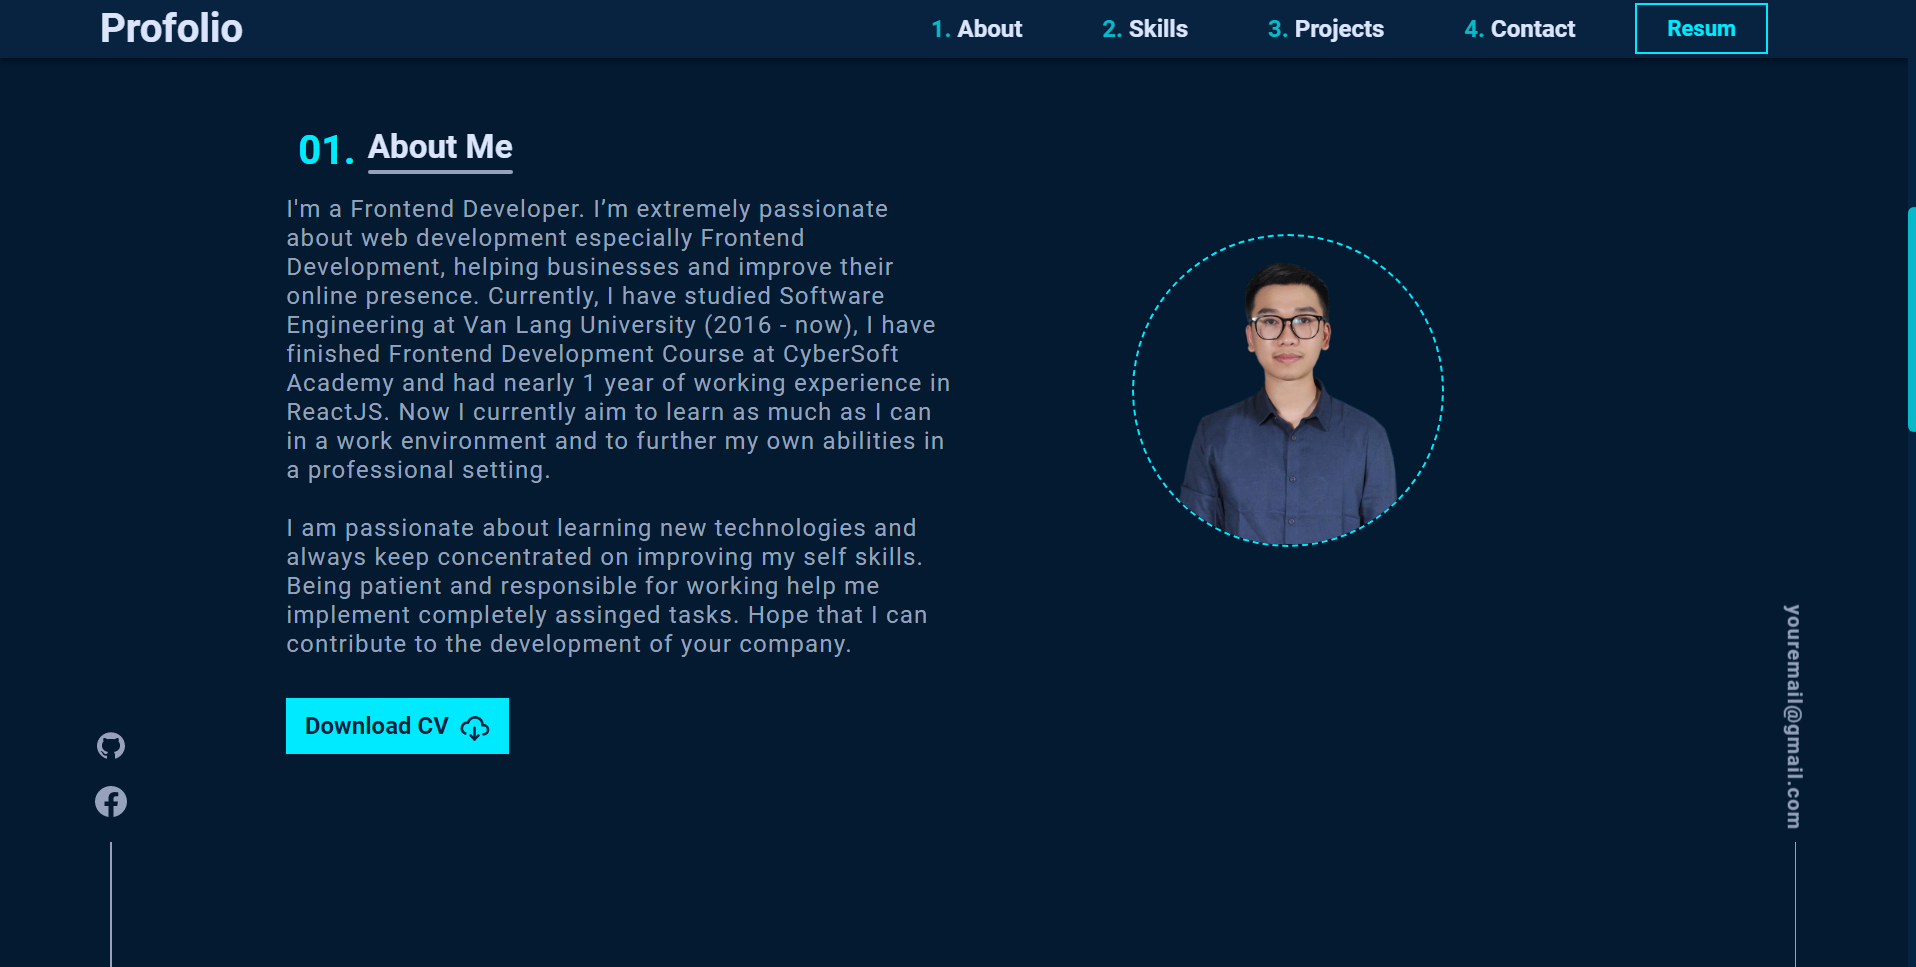 Profolio
1. About
2. Skills
3. Projects
4. Contact
Resum
01. About Me
I'm a Frontend Developer. I’m extremely passionate
about web development especially Frontend
Development, helping businesses and improve their
online presence. Currently, I have studied Software
Engineering at Van Lang University (2016 - now), I have
finished Frontend Development Course at CyberSoft
Academy and had nearly 1 year of working experience in
ReactJS. Now I currently aim to learn as much as I can
in a work environment and to further my own abilities in
a professional setting.
I am passionate about learning new technologies and
always keep concentrated on improving my self skills.
Being patient and responsible for working help me
implement completely assinged tasks. Hope that I can
contribute to the development of your company.
Download CV
youremail@gmail.com